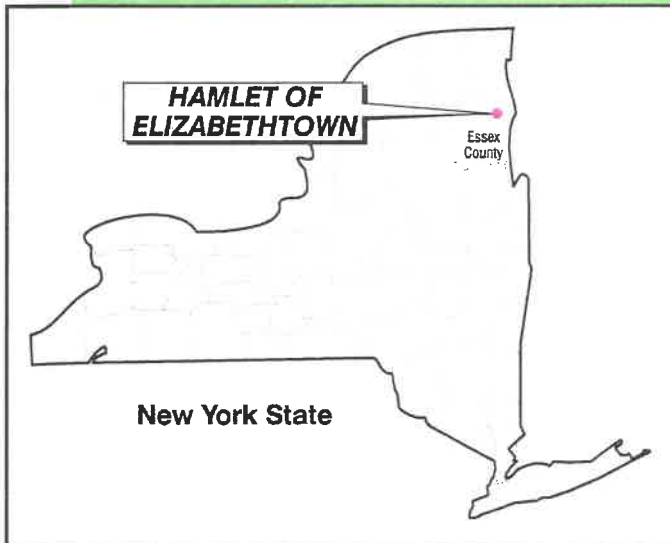 HAMLET OF
ELIZABETHTOWN
Essex
County
New York State